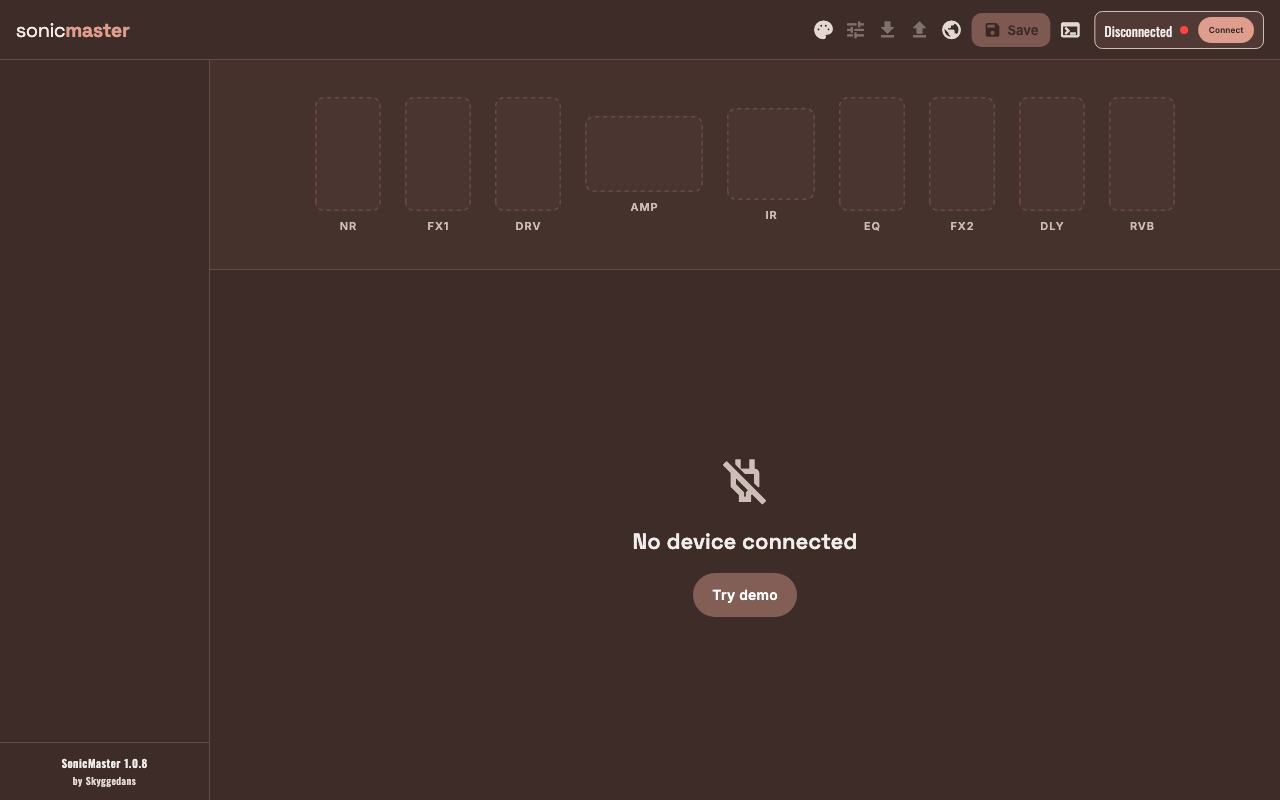 sonicmaster
Save
Disconnected
Connect
NR
FX1
DRV
AMP
IR
EQ
FX2
DLY
RVB
No device connected
Try demo
SonicMaster 1.0.8
by Skyggedans